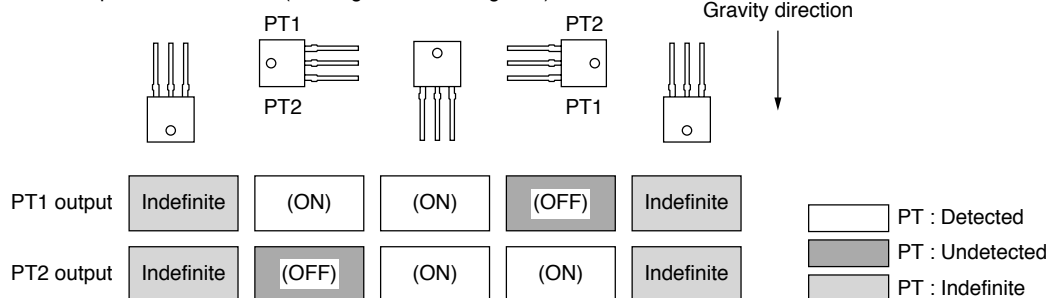 Gravity direction
PT1
PT2
PT2
PT1
PT1 output Indefinite (ON) (ON) (OFF) Indefinite
PT2 output Indefinite (OFF) (ON) (ON) Indefinite
PT : Detected
PT : Undetected
PT : Indefinite